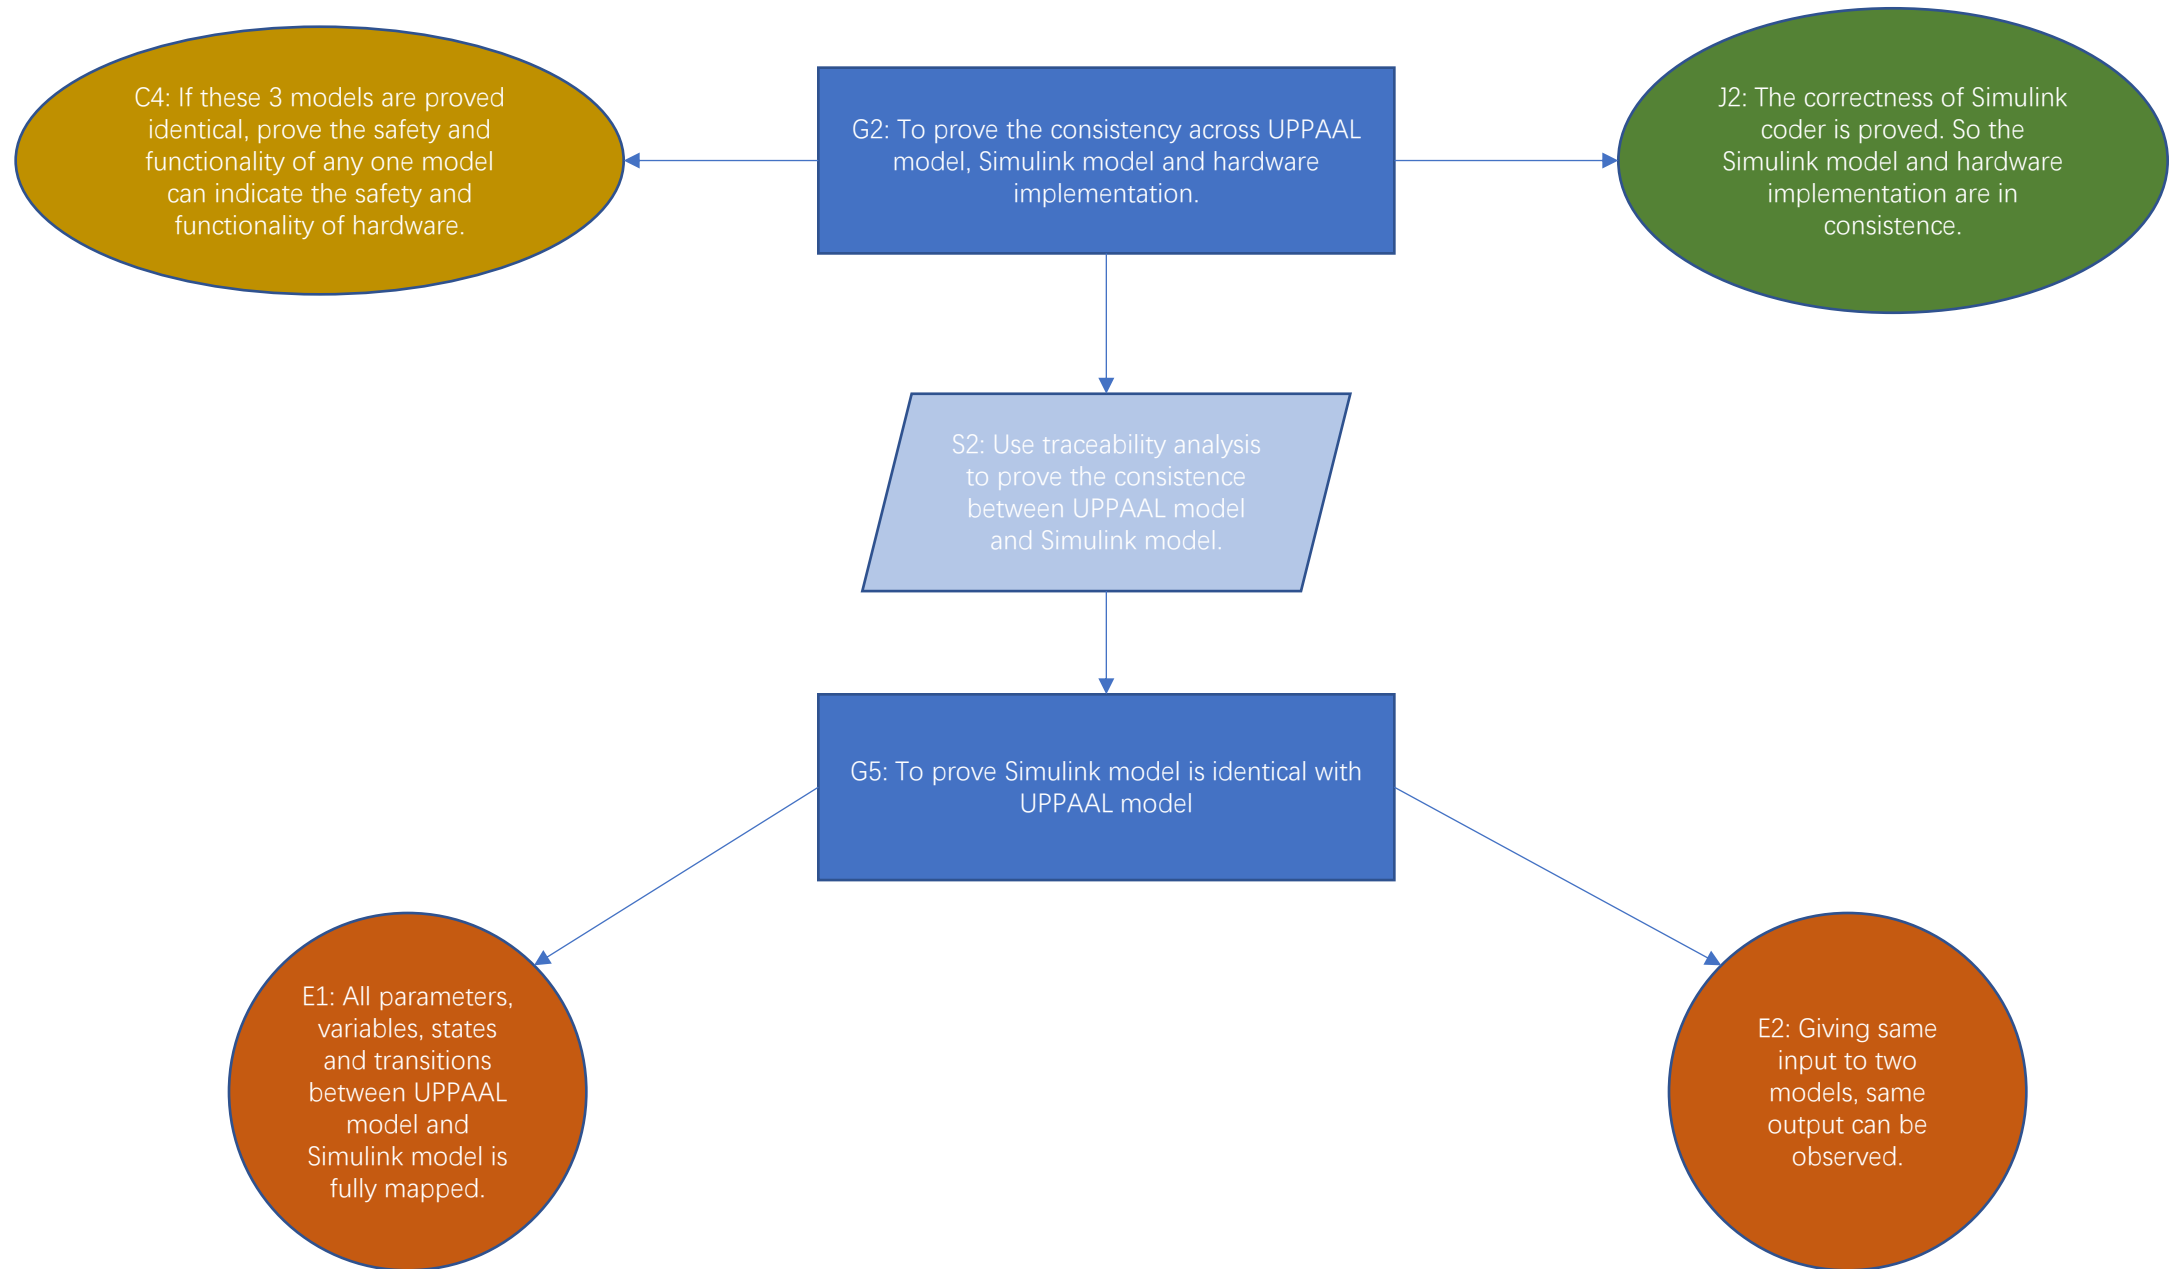 C4: If these 3 models are proved
identical, prove the safety and
functionality of any one model
can indicate the safety and
functionality of hardware.
G2: To prove the consistency across UPPAAL
model, Simulink model and hardware
implementation.
J2: The correctness of Simulink
coder is proved. So the
Simulink model and hardware
implementation are in
consistence.
S2: Use traceability analysis
to prove the consistence
between UPPAAL model
and Simulink model.
G5: To prove Simulink model is identical with
UPPAAL model
E1: All parameters,
variables, states
and transitions
between UPPAAL
model and
Simulink model is
fully mapped.
E2: Giving same
input to two
models, same
output can be
observed.